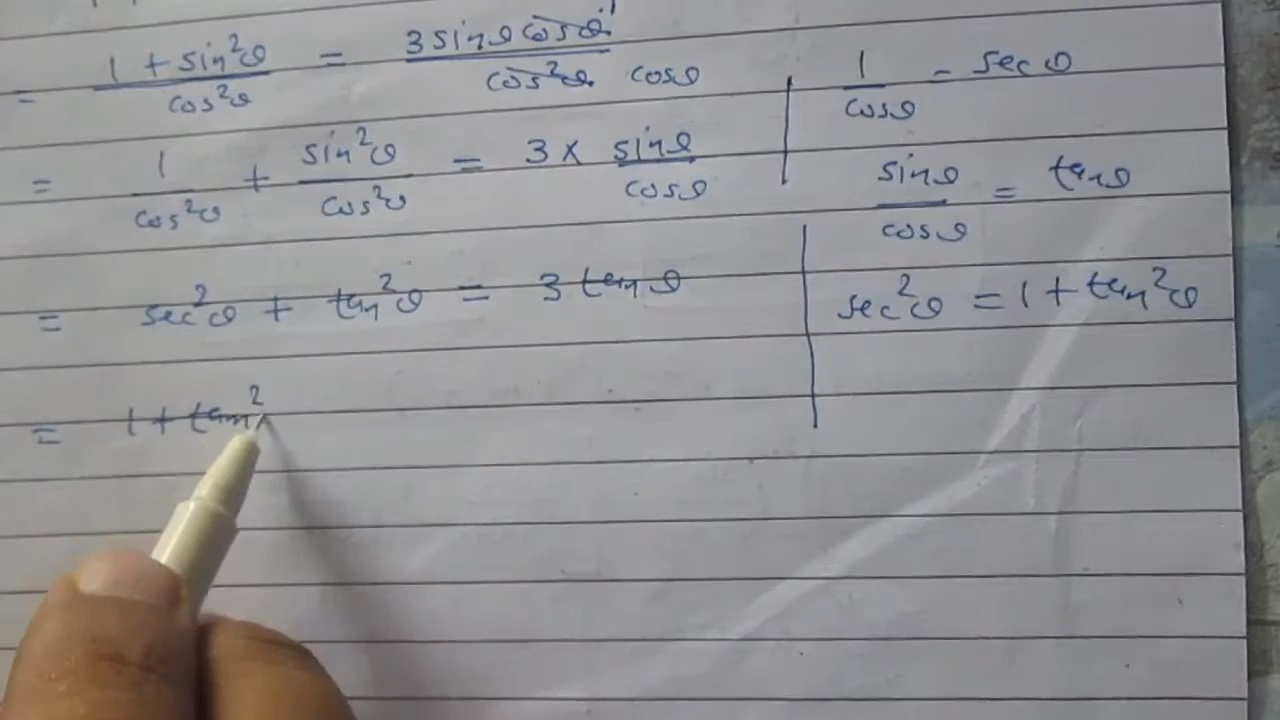 = 1 + sin²θ / cos²θ = 3 sinθ cosθ / cos²θ cosθ
1 / cosθ = secθ
= 1 / cos²θ + sin²θ / cos²θ = 3 × sinθ / cosθ
sinθ / cosθ = tanθ
= sec²θ + tan²θ = 3 tanθ
sec²θ = 1 + tan²θ
= 1 + tan²